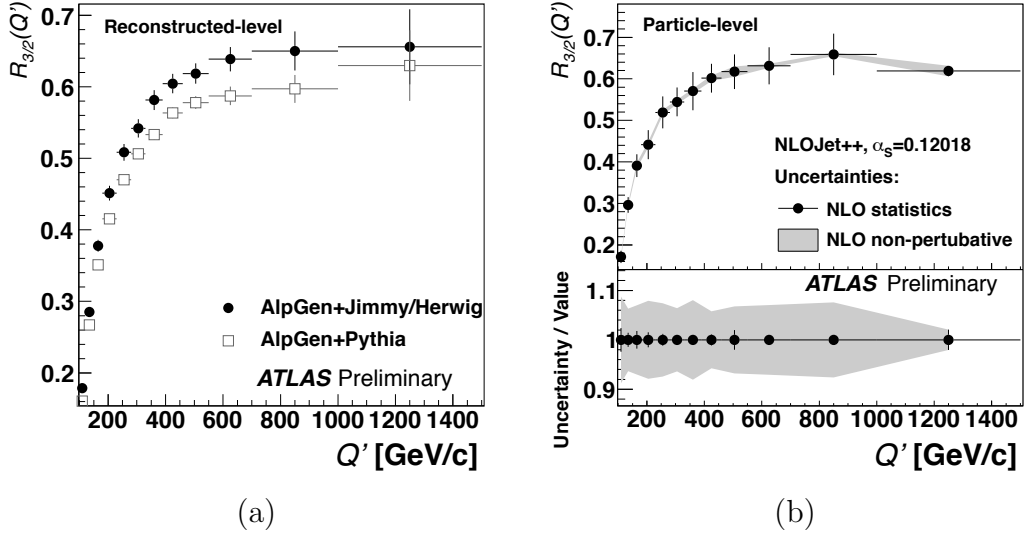 R3/2(Q’)
Reconstructed-level
0.7
0.6
0.5
0.4
0.3
0.2
AlpGen+Jimmy/Herwig
AlpGen+Pythia
ATLAS Preliminary
200 400 600 800 1000 1200 1400
Q’ [GeV/c]
(a)
R3/2(Q’)
Particle-level
0.7
0.6
0.5
0.4
0.3
0.2
NLOJet++, αs=0.12018
Uncertainties:
NLO statistics
NLO non-pertubative
Uncertainty / Value
ATLAS Preliminary
1.1
1
0.9
200 400 600 800 1000 1200 1400
Q’ [GeV/c]
(b)